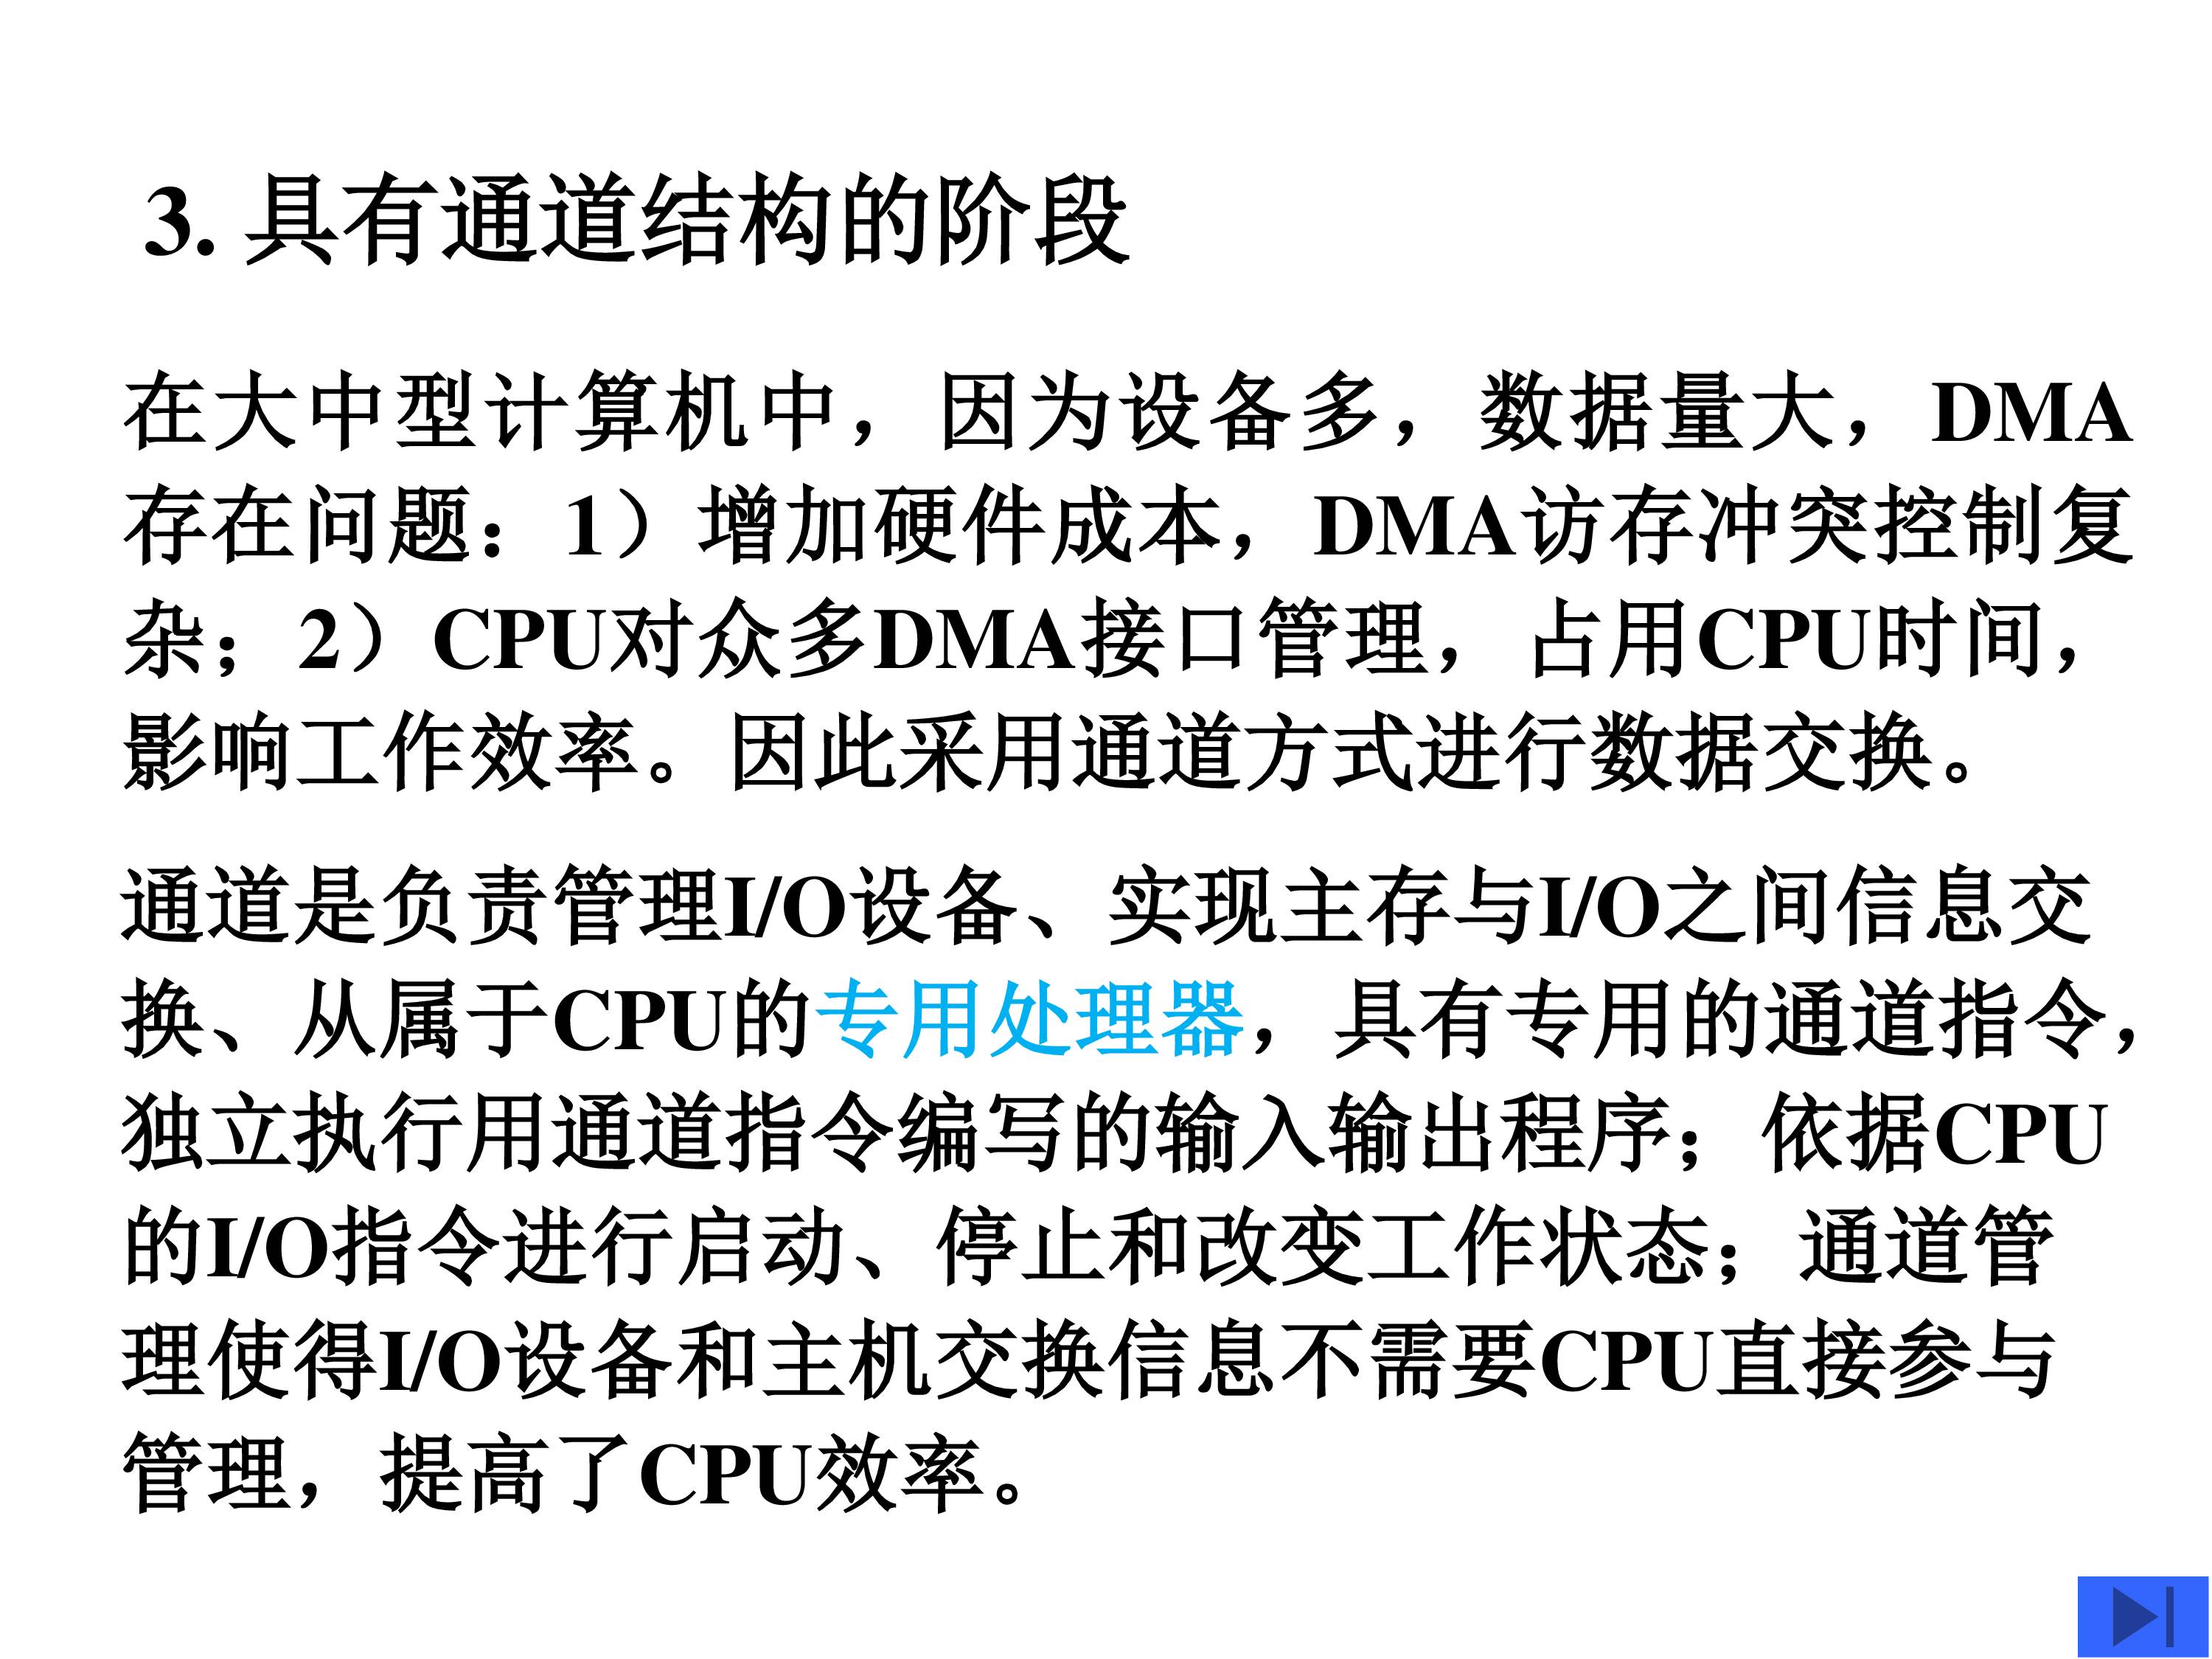 3. 具有通道结构的阶段
在大中型计算机中，因为设备多，数据量大，DMA
存在问题：1）增加硬件成本，DMA访存冲突控制复
杂；2）CPU对众多DMA接口管理，占用CPU时间，
影响工作效率。因此采用通道方式进行数据交换。
通道是负责管理I/O设备、实现主存与I/O之间信息交
换、从属于CPU的专用处理器，具有专用的通道指令，
独立执行用通道指令编写的输入输出程序；依据CPU
的I/O指令进行启动、停止和改变工作状态；通道管
理使得I/O设备和主机交换信息不需要CPU直接参与
管理，提高了CPU效率。